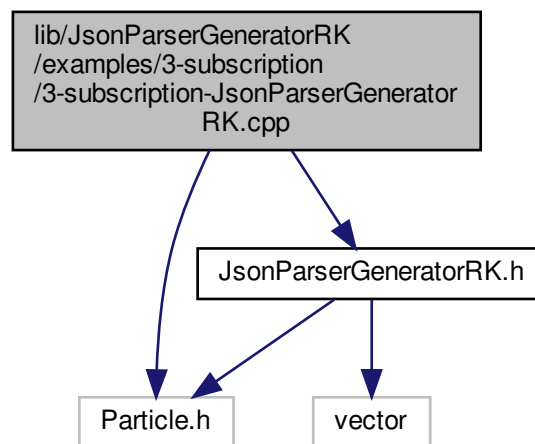 lib/JsonParserGeneratorRK
/examples/3-subscription
/3-subscription-JsonParserGenerator
RK.cpp
JsonParserGeneratorRK.h
Particle.h
vector